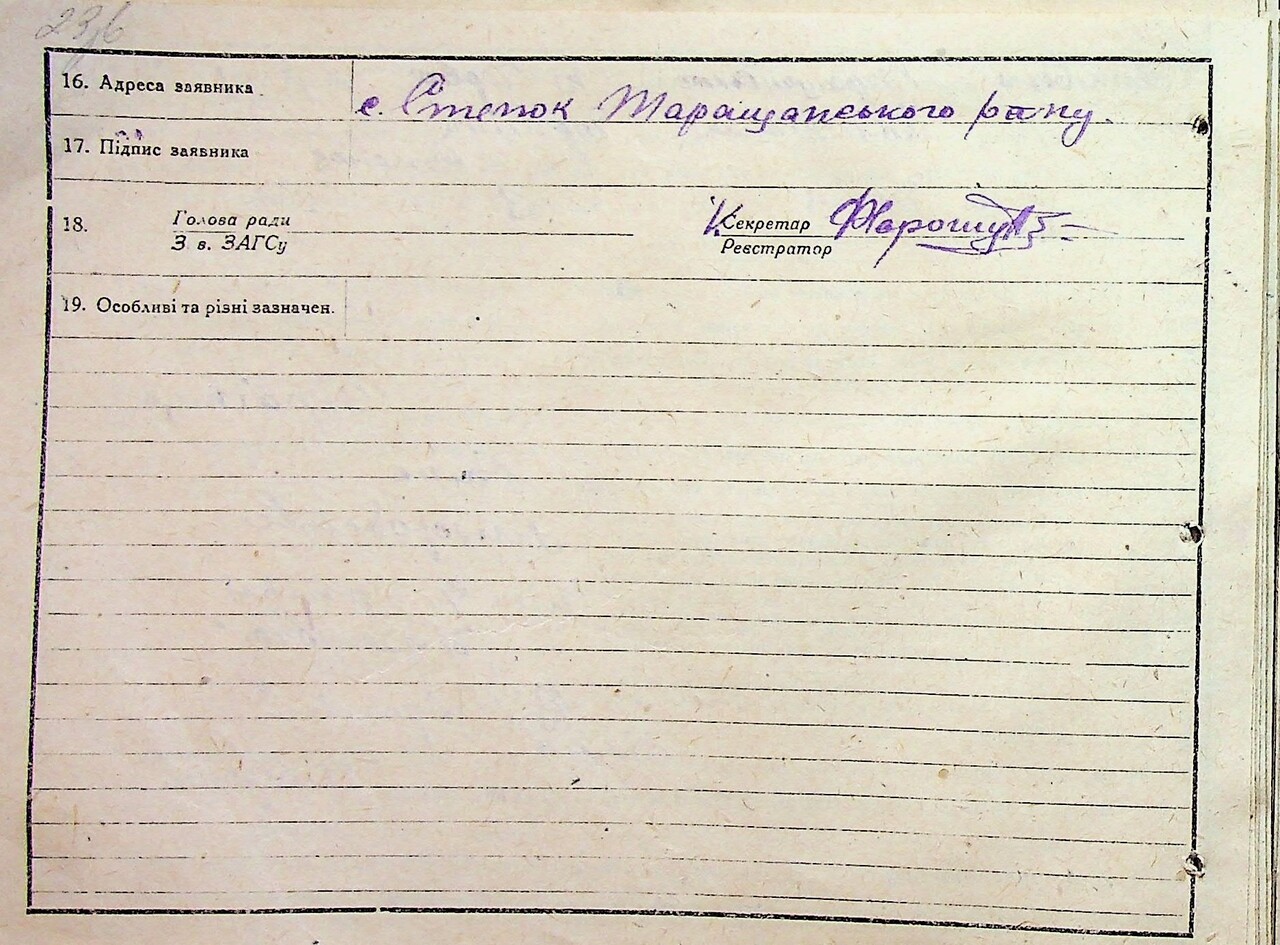 16. Адреса заявника
с. Степок Таращанського р-ну.
17. Підпис заявника
18. Голова ради
З в. ЗАГСу
Секретар
Реєстратор
19. Особливі та різні зазначен.